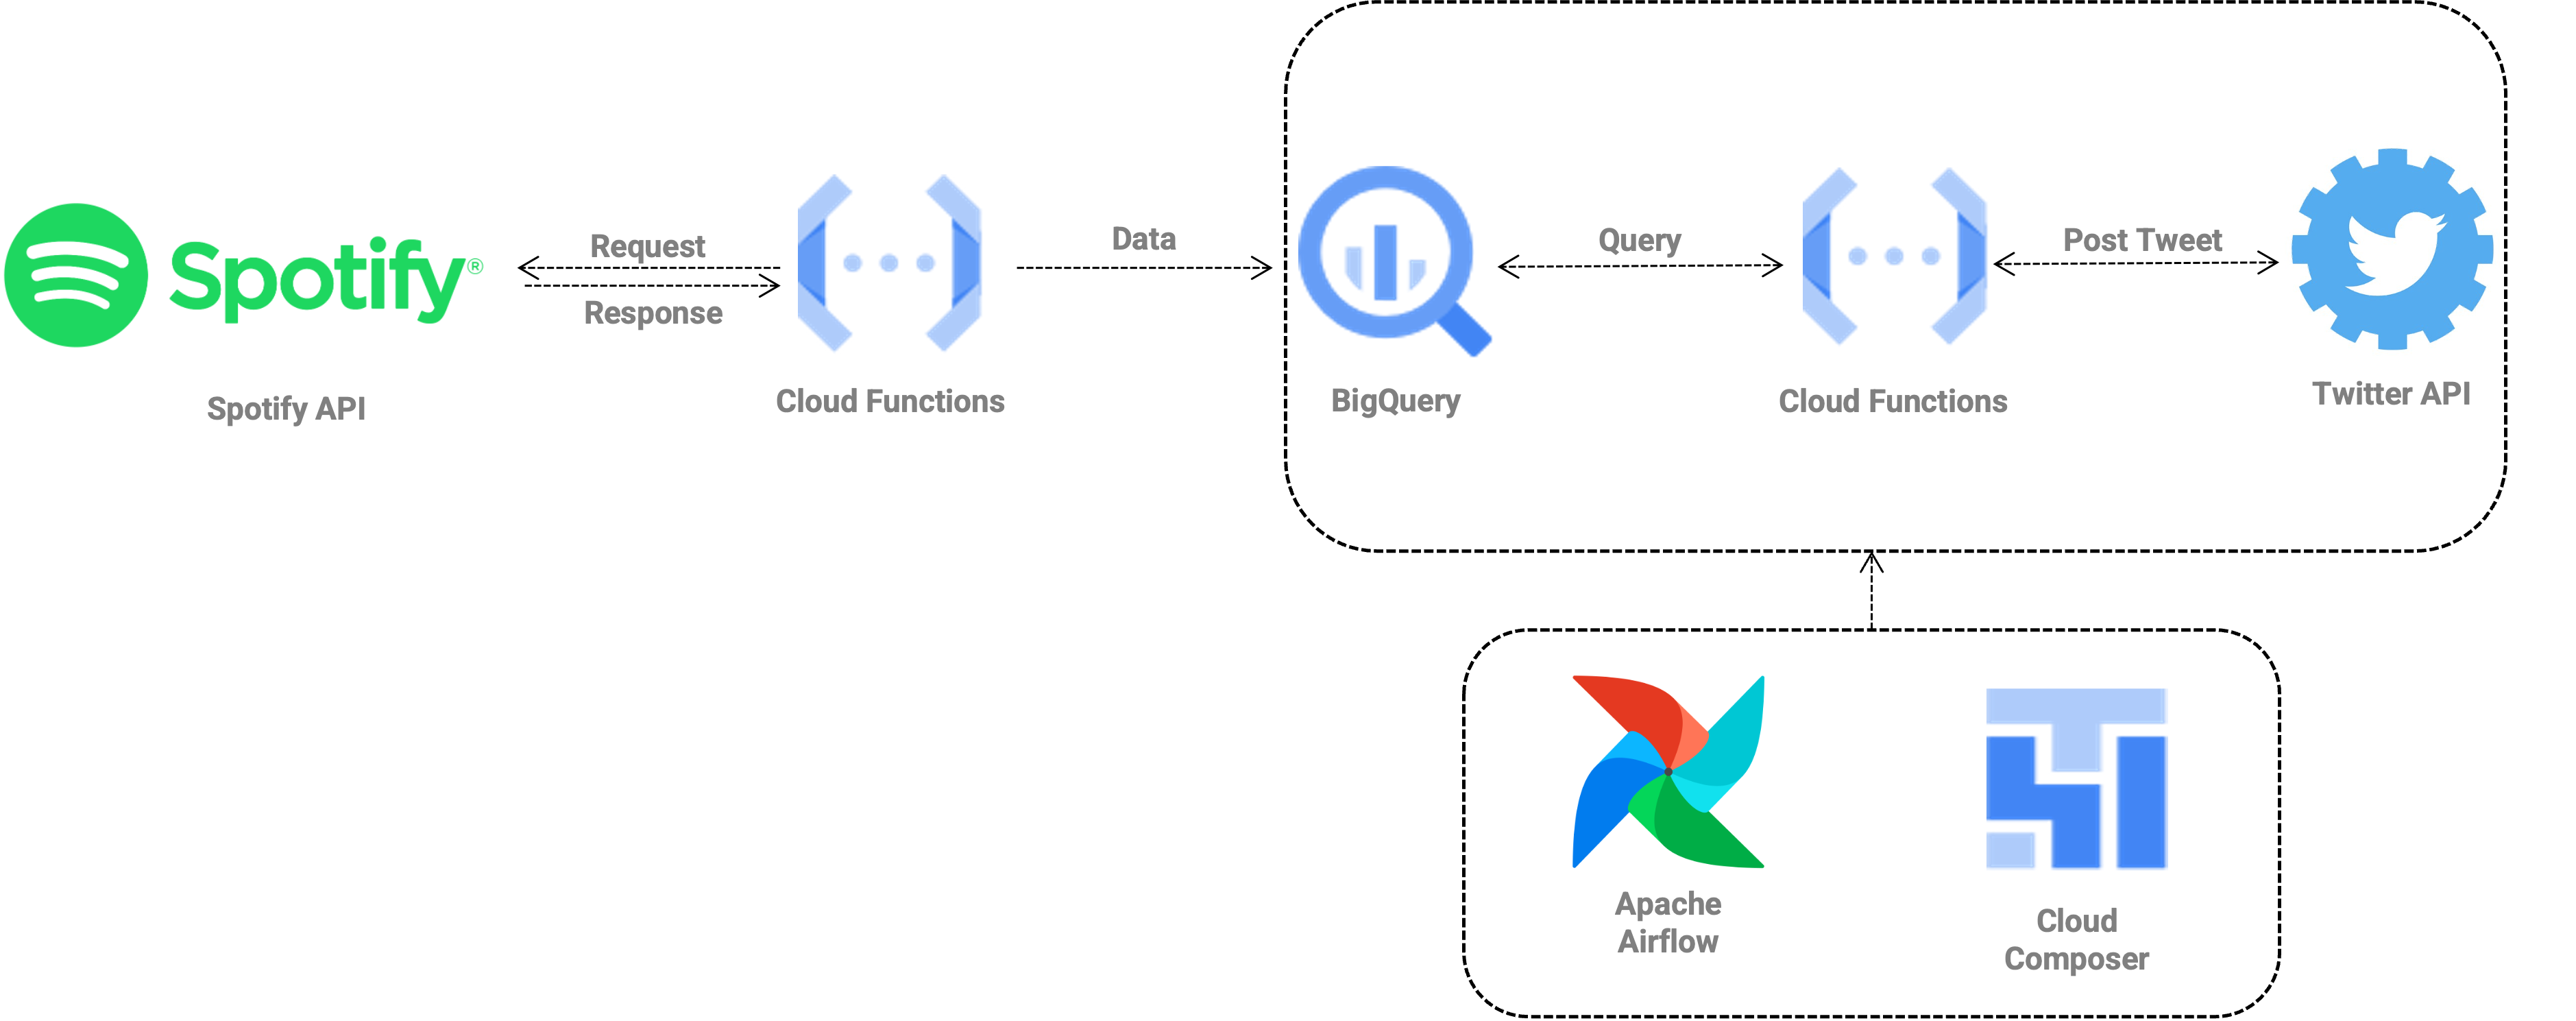 Spotify®
Spotify API
Request
Response
Cloud Functions
Data
BigQuery
Query
Cloud Functions
Post Tweet
Twitter API
Apache
Airflow
Cloud
Composer